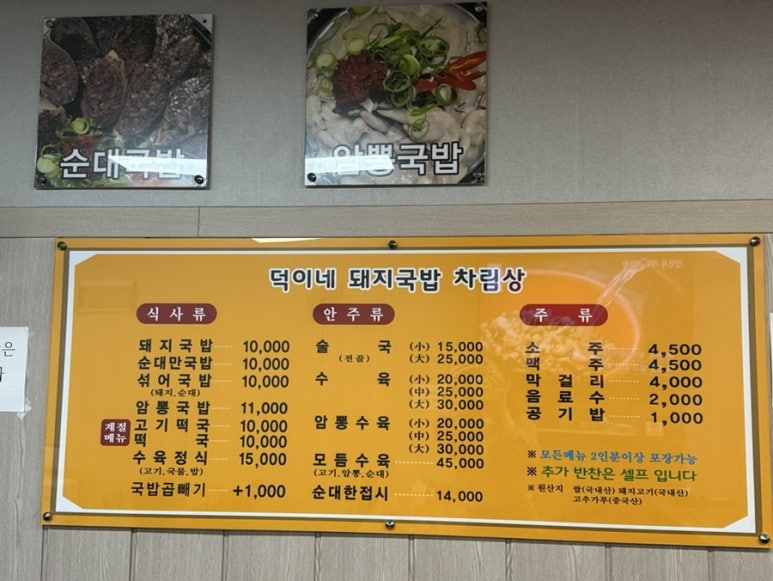 순대국밥
암뽕국밥
덕이네 돼지국밥 차림상
식사류
돼지국밥 10,000
순대만국밥 10,000
섞어국밥 10,000
(돼지.순대)
암뽕국밥 11,000
계절
메뉴
고기떡국 10,000
떡국 10,000
수육정식 15,000
(고기.국물.밥)
국밥곱빼기 +1,000
안주류
술국 (小) 15,000
(전골) (大) 25,000
수육 (小) 20,000
(中) 25,000
(大) 30,000
암뽕수육 (小) 20,000
(中) 25,000
(大) 30,000
모듬수육 45,000
(고기.암뽕.순대)
순대한접시 14,000
주류
소주 4,500
맥주 4,500
막걸리 4,000
음료수 2,000
공기밥 1,000
※ 모든메뉴 2인분이상 포장가능
※ 추가 반찬은 셀프 입니다
※ 원산지 쌀(국내산) 돼지고기(국내산)
고추가루(중국산)
은